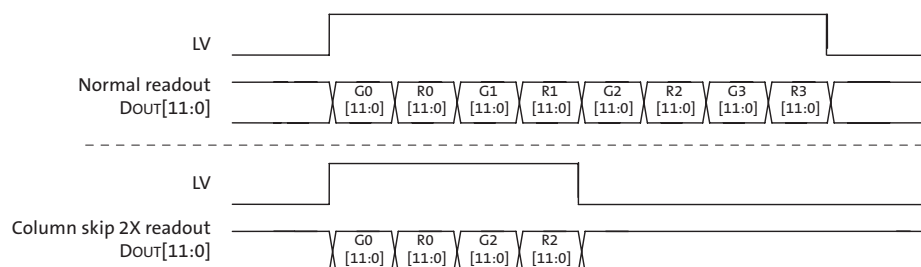 LV
Normal readout
DOUT[11:0]
G0 R0 G1 R1 G2 R2 G3 R3
[11:0] [11:0] [11:0] [11:0] [11:0] [11:0] [11:0] [11:0]
LV
Column skip 2X readout
DOUT[11:0]
G0 R0 G2 R2
[11:0] [11:0] [11:0] [11:0]